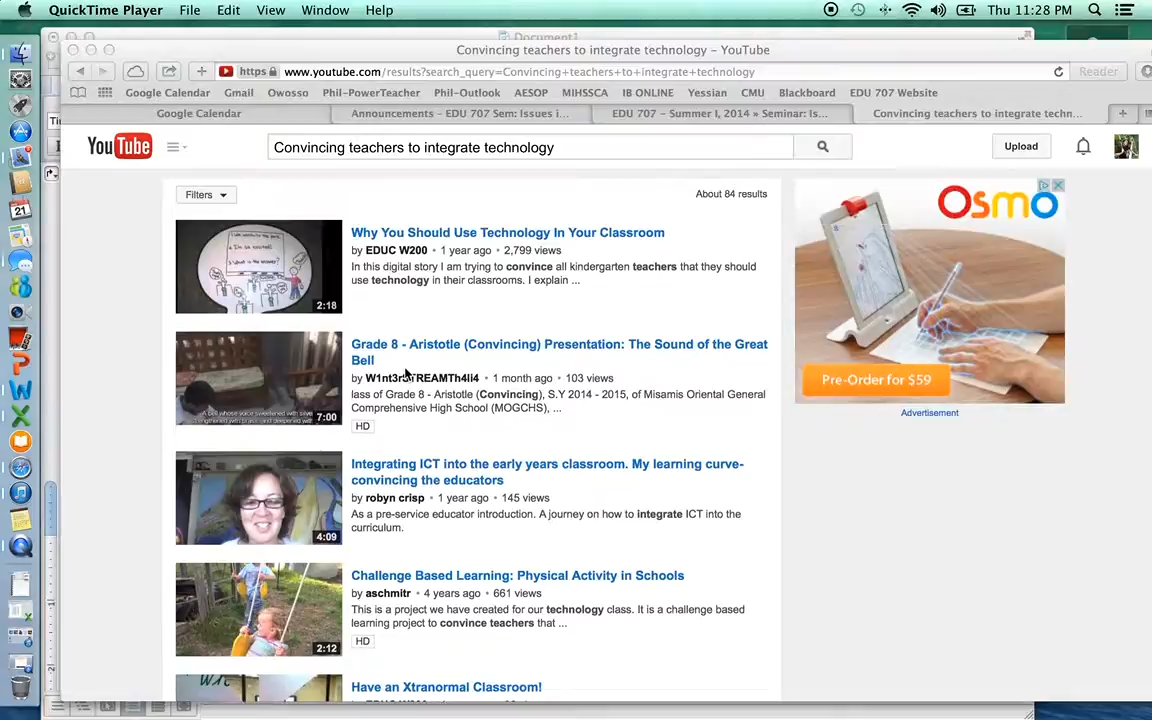 QuickTime Player File Edit View Window Help Thu 11:28 PM
Document1
Convincing teachers to integrate technology – YouTube
https www.youtube.com/results?search_query=Convincing+teachers+to+integrate+technology Reader
Google Calendar Gmail Owosso Phil-PowerTeacher Phil-Outlook AESOP MIHSSCA IB ONLINE Yessian CMU Blackboard EDU 707 Website
Google Calendar Announcements – EDU 707 Sem: Issues i... EDU 707 – Summer I, 2014 » Seminar: Is... Convincing teachers to integrate techn...
YouTube Convincing teachers to integrate technology Upload
Filters About 84 results
Why You Should Use Technology In Your Classroom
by EDUC W200 • 1 year ago • 2,799 views
In this digital story I am trying to convince all kindergarten teachers that they should
use technology in their classrooms. I explain ...
2:18
Grade 8 - Aristotle (Convincing) Presentation: The Sound of the Great
Bell
• 1 month ago • 103 views
lass of Grade 8 - Aristotle (Convincing), S.Y 2014 - 2015, of Misamis Oriental General
Comprehensive High School (MOGCHS), ...
HD
7:00
Integrating ICT into the early years classroom. My learning curve-
convincing the educators
by robyn crisp • 1 year ago • 145 views
As a pre-service educator introduction. A journey on how to integrate ICT into the
curriculum.
4:09
Challenge Based Learning: Physical Activity in Schools
by aschmitr • 4 years ago • 661 views
This is a project we have created for our technology class. It is a challenge based
learning project to convince teachers that ...
HD
2:12
Have an Xtranormal Classroom!
OSMO
Pre-Order for $59
Advertisement
21